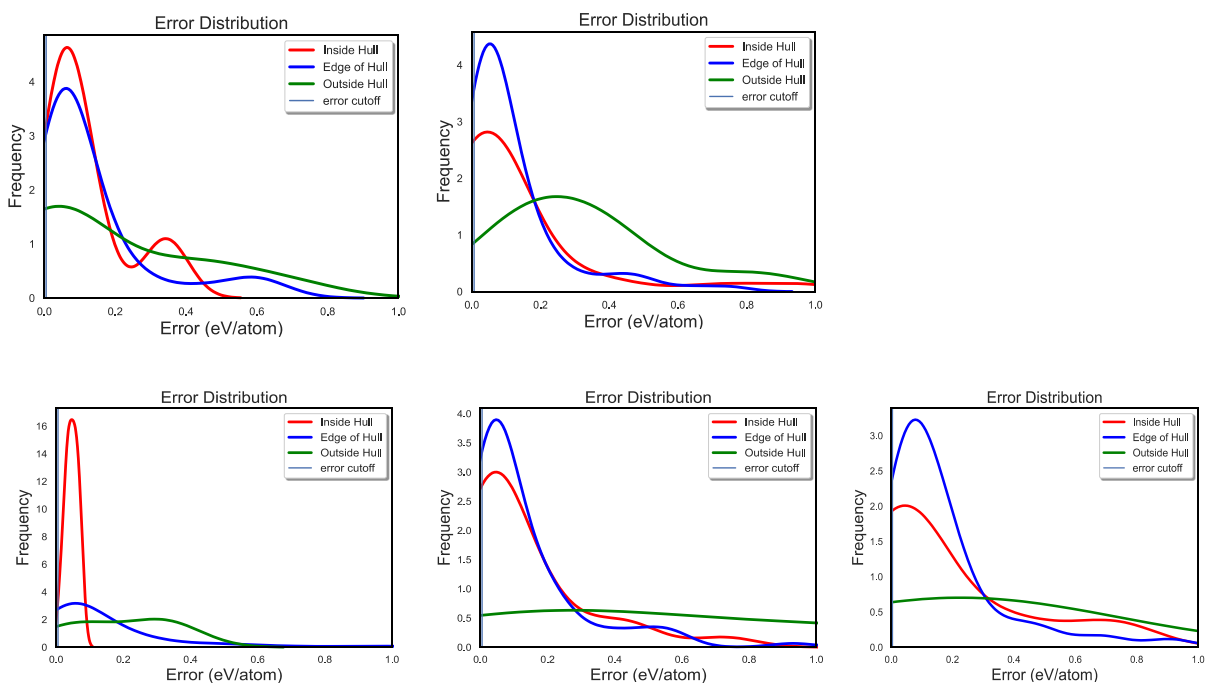 Error Distribution
Inside Hull
Edge of Hull
Outside Hull
error cutoff
Frequency
4
3
2
1
0
0.0 0.2 0.4 0.6 0.8 1.0
Error (eV/atom)
Error Distribution
Inside Hull
Edge of Hull
Outside Hull
error cutoff
Frequency
4
3
2
1
0
0.0 0.2 0.4 0.6 0.8 1.0
Error (eV/atom)
Error Distribution
Inside Hull
Edge of Hull
Outside Hull
error cutoff
Frequency
16
14
12
10
8
6
4
2
0
0.0 0.2 0.4 0.6 0.8 1.0
Error (eV/atom)
Error Distribution
Inside Hull
Edge of Hull
Outside Hull
error cutoff
Frequency
4.0
3.5
3.0
2.5
2.0
1.5
1.0
0.5
0.0
0.0 0.2 0.4 0.6 0.8 1.0
Error (eV/atom)
Error Distribution
Inside Hull
Edge of Hull
Outside Hull
error cutoff
Frequency
3.0
2.5
2.0
1.5
1.0
0.5
0.0
0.0 0.2 0.4 0.6 0.8 1.0
Error (eV/atom)